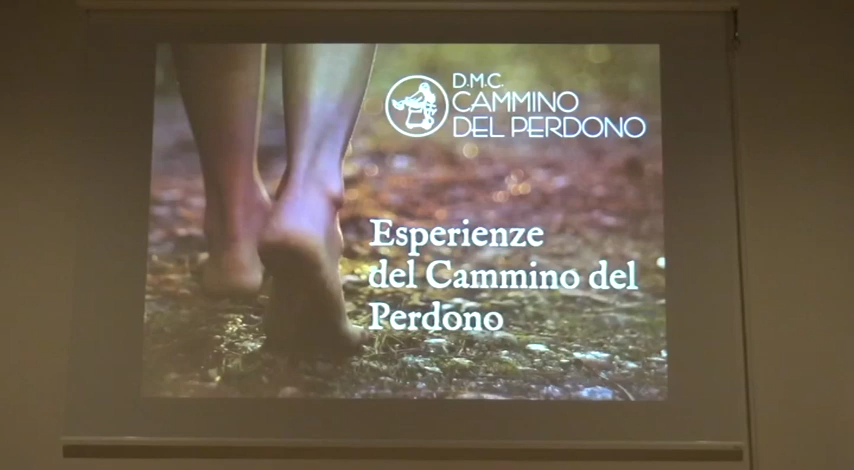 D.M.C.
CAMMINO
DEL PERDONO
Esperienze
del Cammino del
Perdono